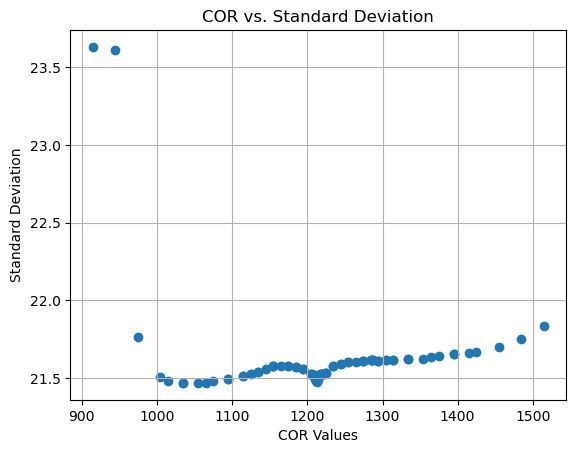 COR vs. Standard Deviation
Standard Deviation
23.5
23.0
22.5
22.0
21.5
900 1000 1100 1200 1300 1400 1500
COR Values